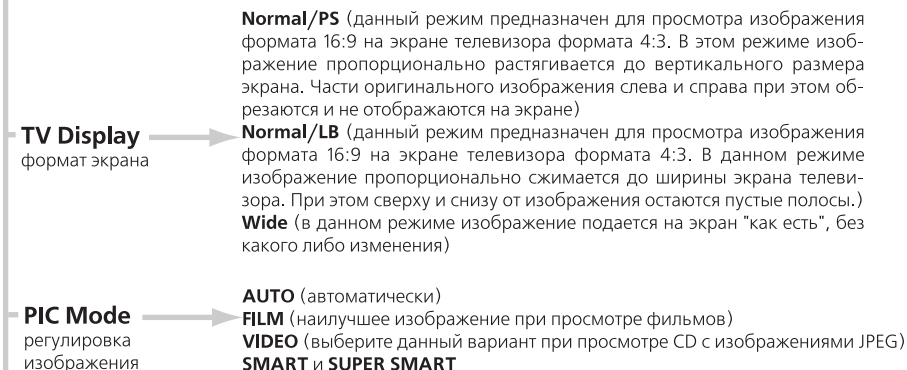 Normal/PS (данный режим предназначен для просмотра изображения
формата 16:9 на экране телевизора формата 4:3. В этом режиме изоб-
ражение пропорционально растягивается до вертикального размера
экрана. Части оригинального изображения слева и справа при этом об-
резаются и не отображаются на экране)
TV Display
формат экрана
Normal/LB (данный режим предназначен для просмотра изображения
формата 16:9 на экране телевизора формата 4:3. В данном режиме
изображение пропорционально сжимается до ширины экрана телеви-
зора. При этом сверху и снизу от изображения остаются пустые полосы.)
Wide (в данном режиме изображение подается на экран "как есть", без
какого либо изменения)
PIC Mode
регулировка
изображения
AUTO (автоматически)
FILM (наилучшее изображение при просмотре фильмов)
VIDEO (выберите данный вариант при просмотре CD с изображениями JPEG)
SMART и SUPER SMART